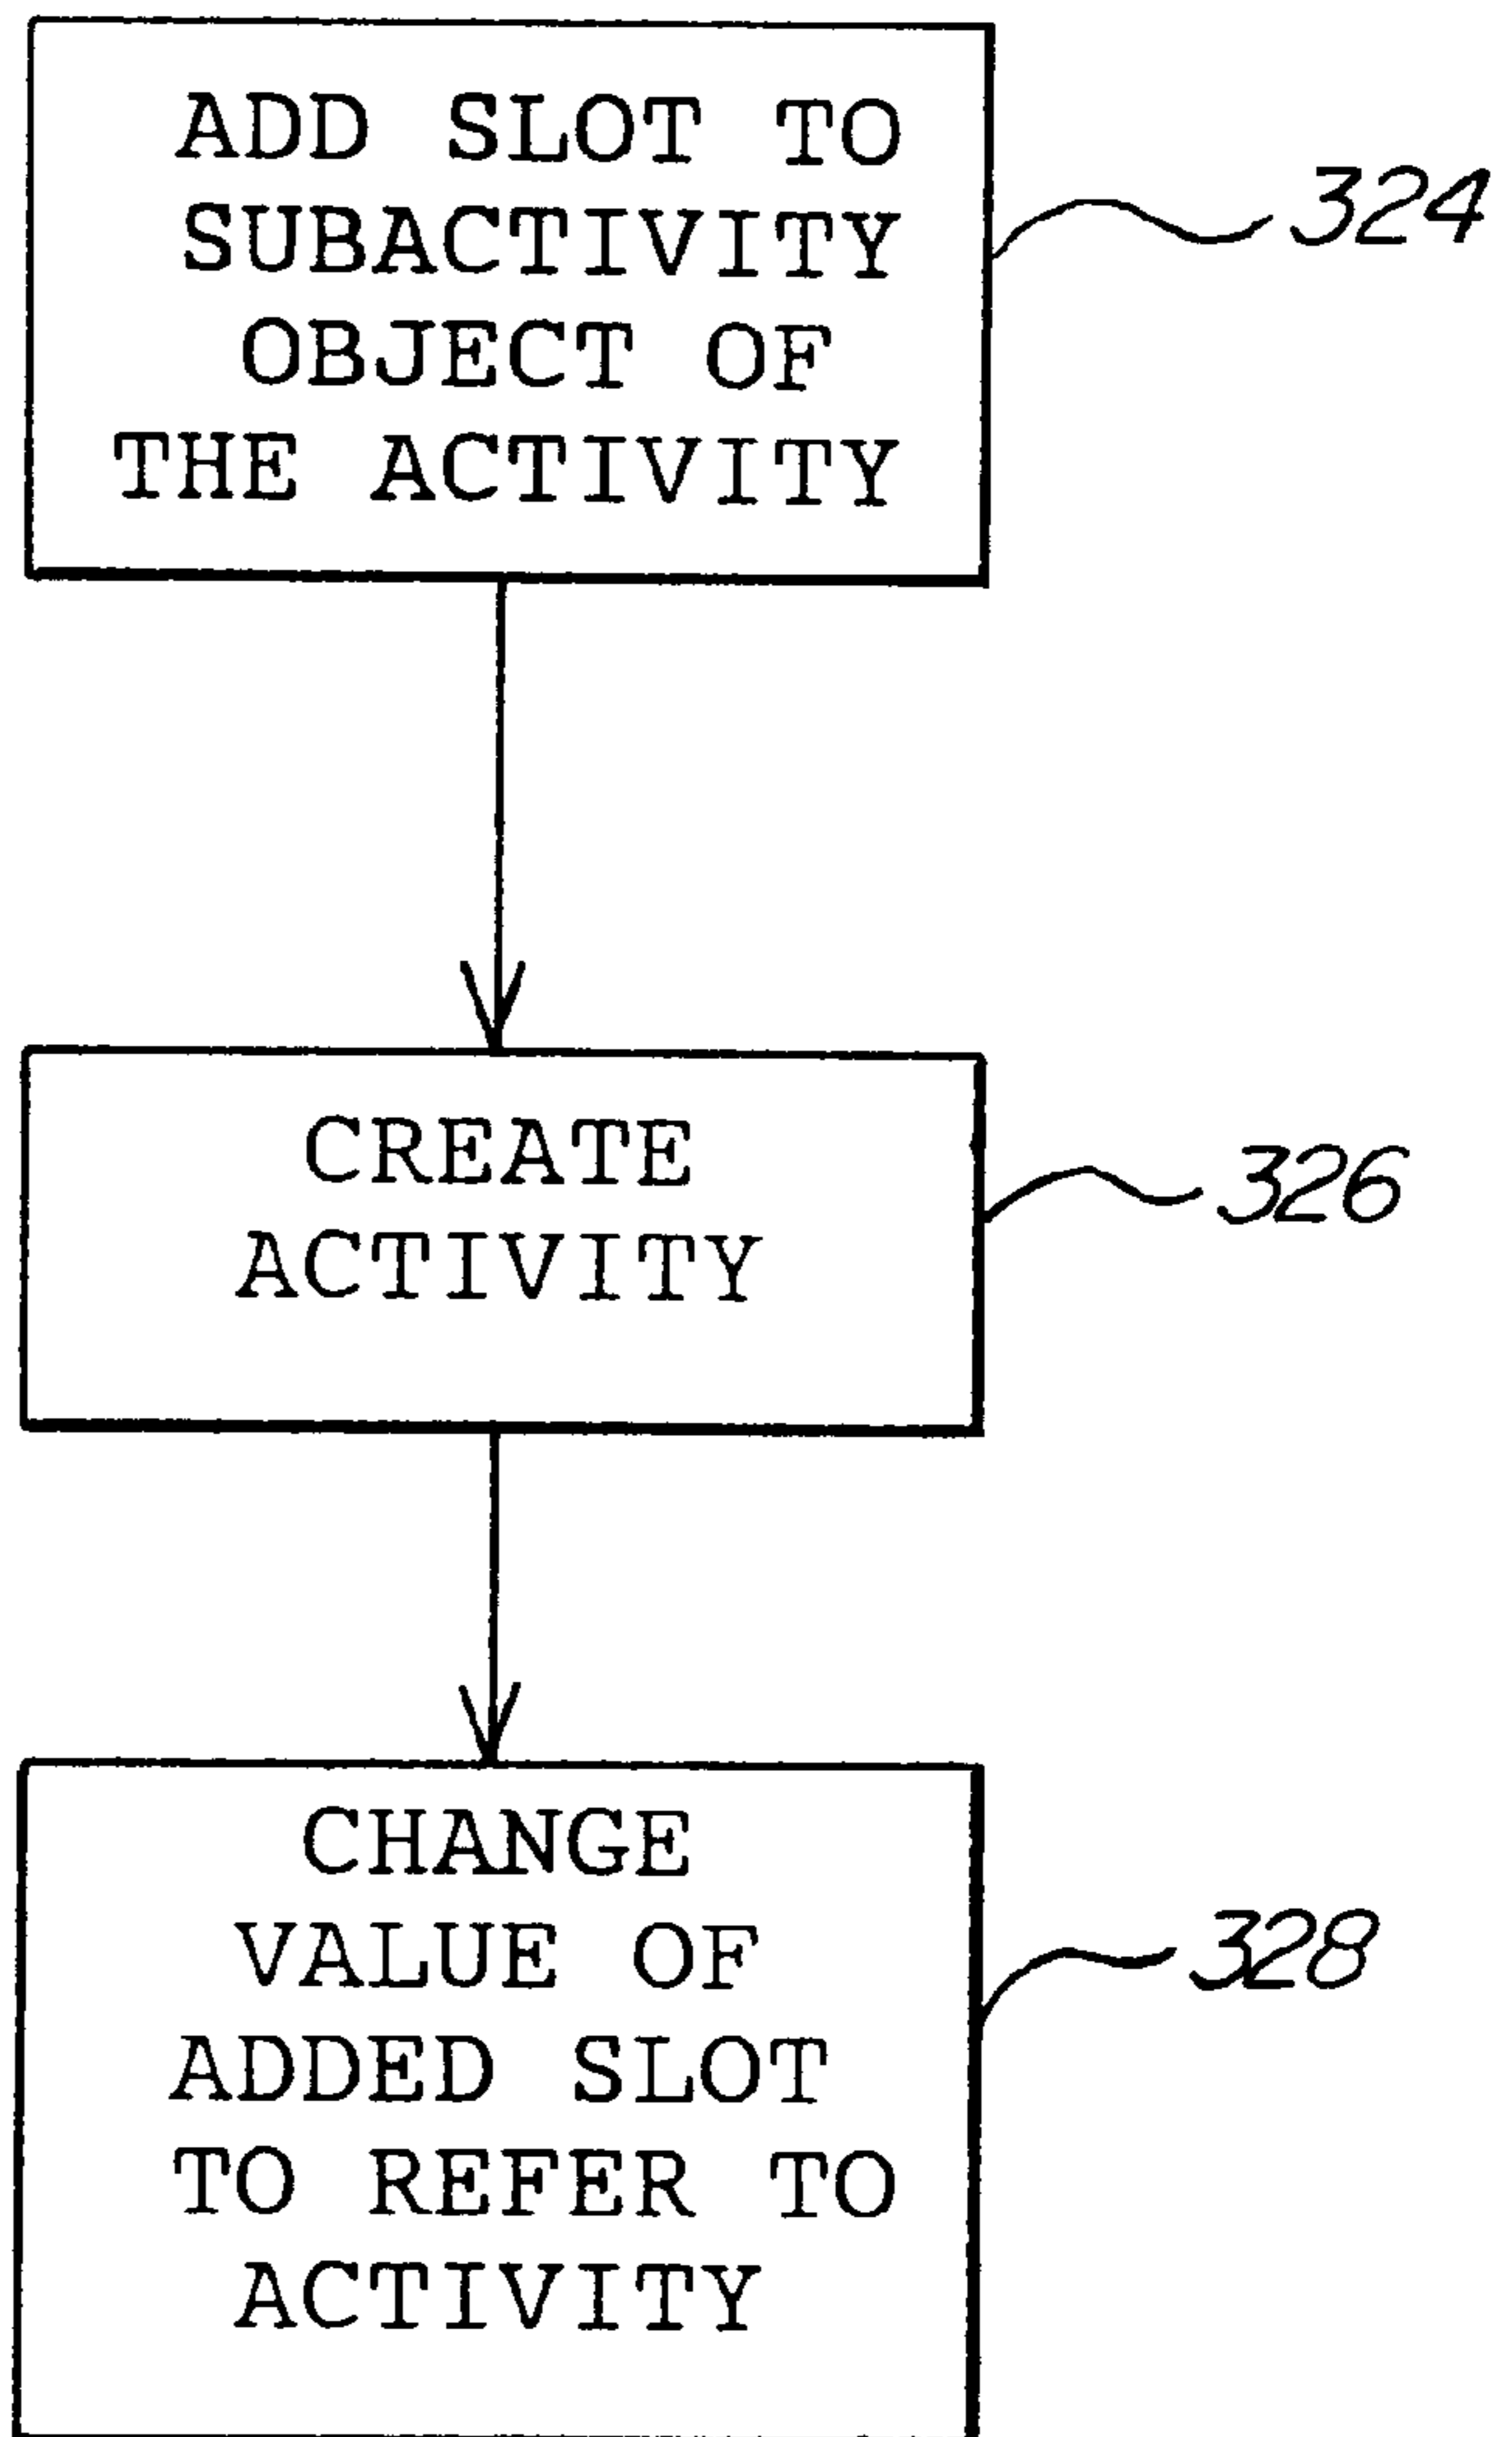 ADD SLOT TO
SUBACTIVITY
OBJECT OF
THE ACTIVITY
324
CREATE
ACTIVITY
326
CHANGE
VALUE OF
ADDED SLOT
TO REFER TO
ACTIVITY
328